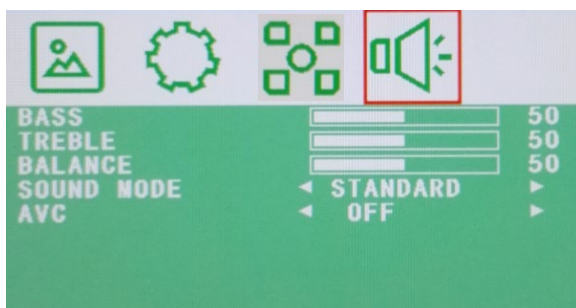 BASS 50
TREBLE 50
BALANCE 50
SOUND MODE STANDARD
AVC OFF